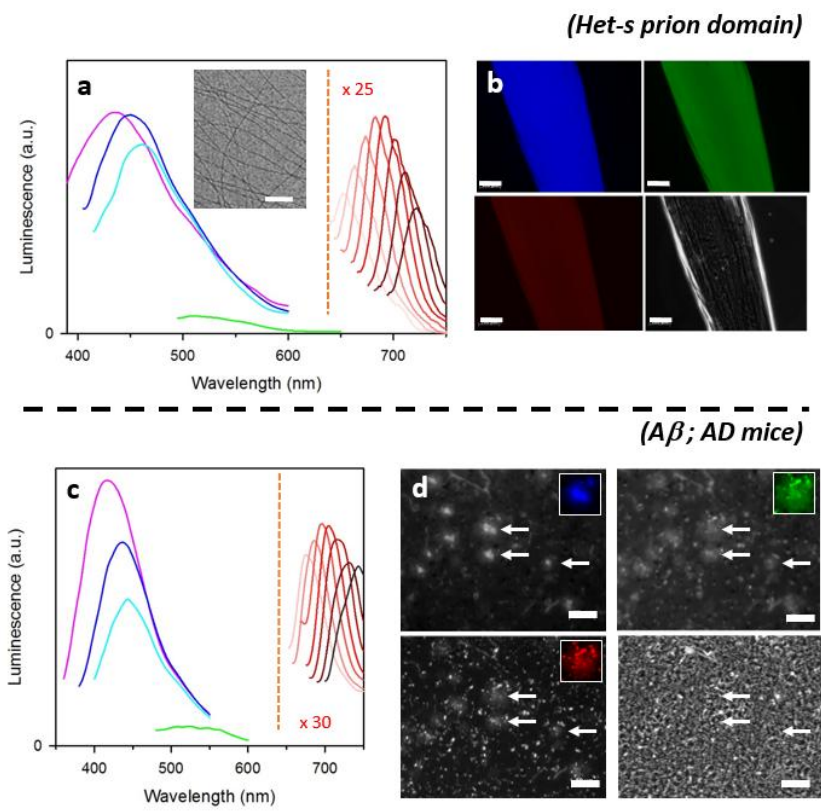 (Het-s prion domain)
a
x 25
b
Luminescence (a.u.)
0
400 500 600 700
Wavelength (nm)
(Aβ; AD mice)
c
d
Luminescence (a.u.)
x 30
0
400 500 600 700
Wavelength (nm)